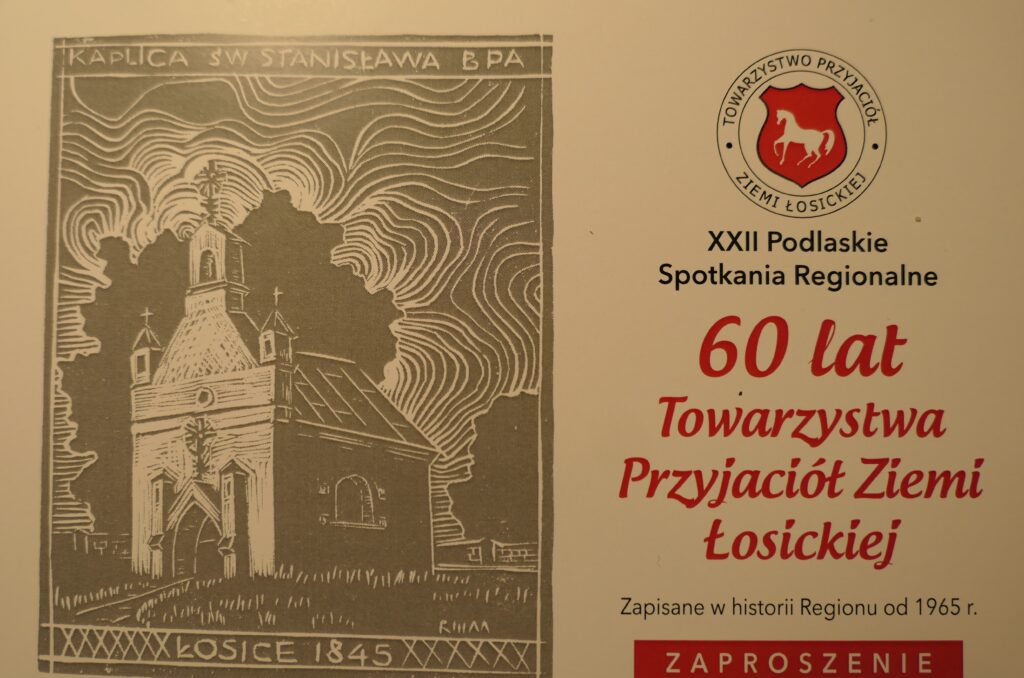 KAPLICA ŚW STANISŁAWA BPA
ŁOSICE 1845
TOWARZYSTWO PRZYJACIÓŁ
ZIEMI ŁOSICKIEJ
XXII Podlaskie
Spotkania Regionalne
60 lat
Towarzystwa
Przyjaciół Ziemi
Łosickiej
Zapisane w historii Regionu od 1965 r.
ZAPROSZENIE